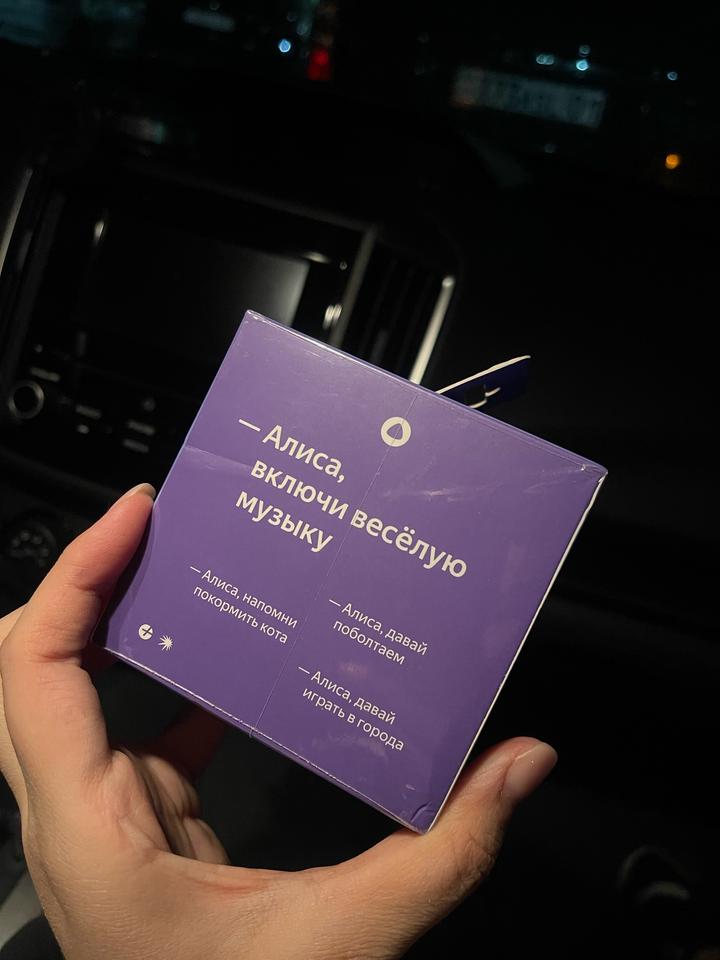 — Алиса,
включи весёлую
музыку
— Алиса, напомни
покормить кота
— Алиса, давай
поболтаем
— Алиса, давай
играть в города